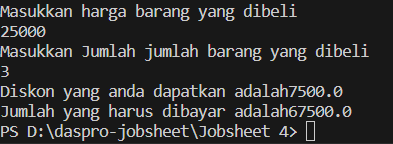 Masukkan harga barang yang dibeli
25000
Masukkan Jumlah jumlah barang yang dibeli
3
Diskon yang anda dapatkan adalah7500.0
Jumlah yang harus dibayar adalah67500.0
PS D:\daspro-jobsheet\Jobsheet 4>